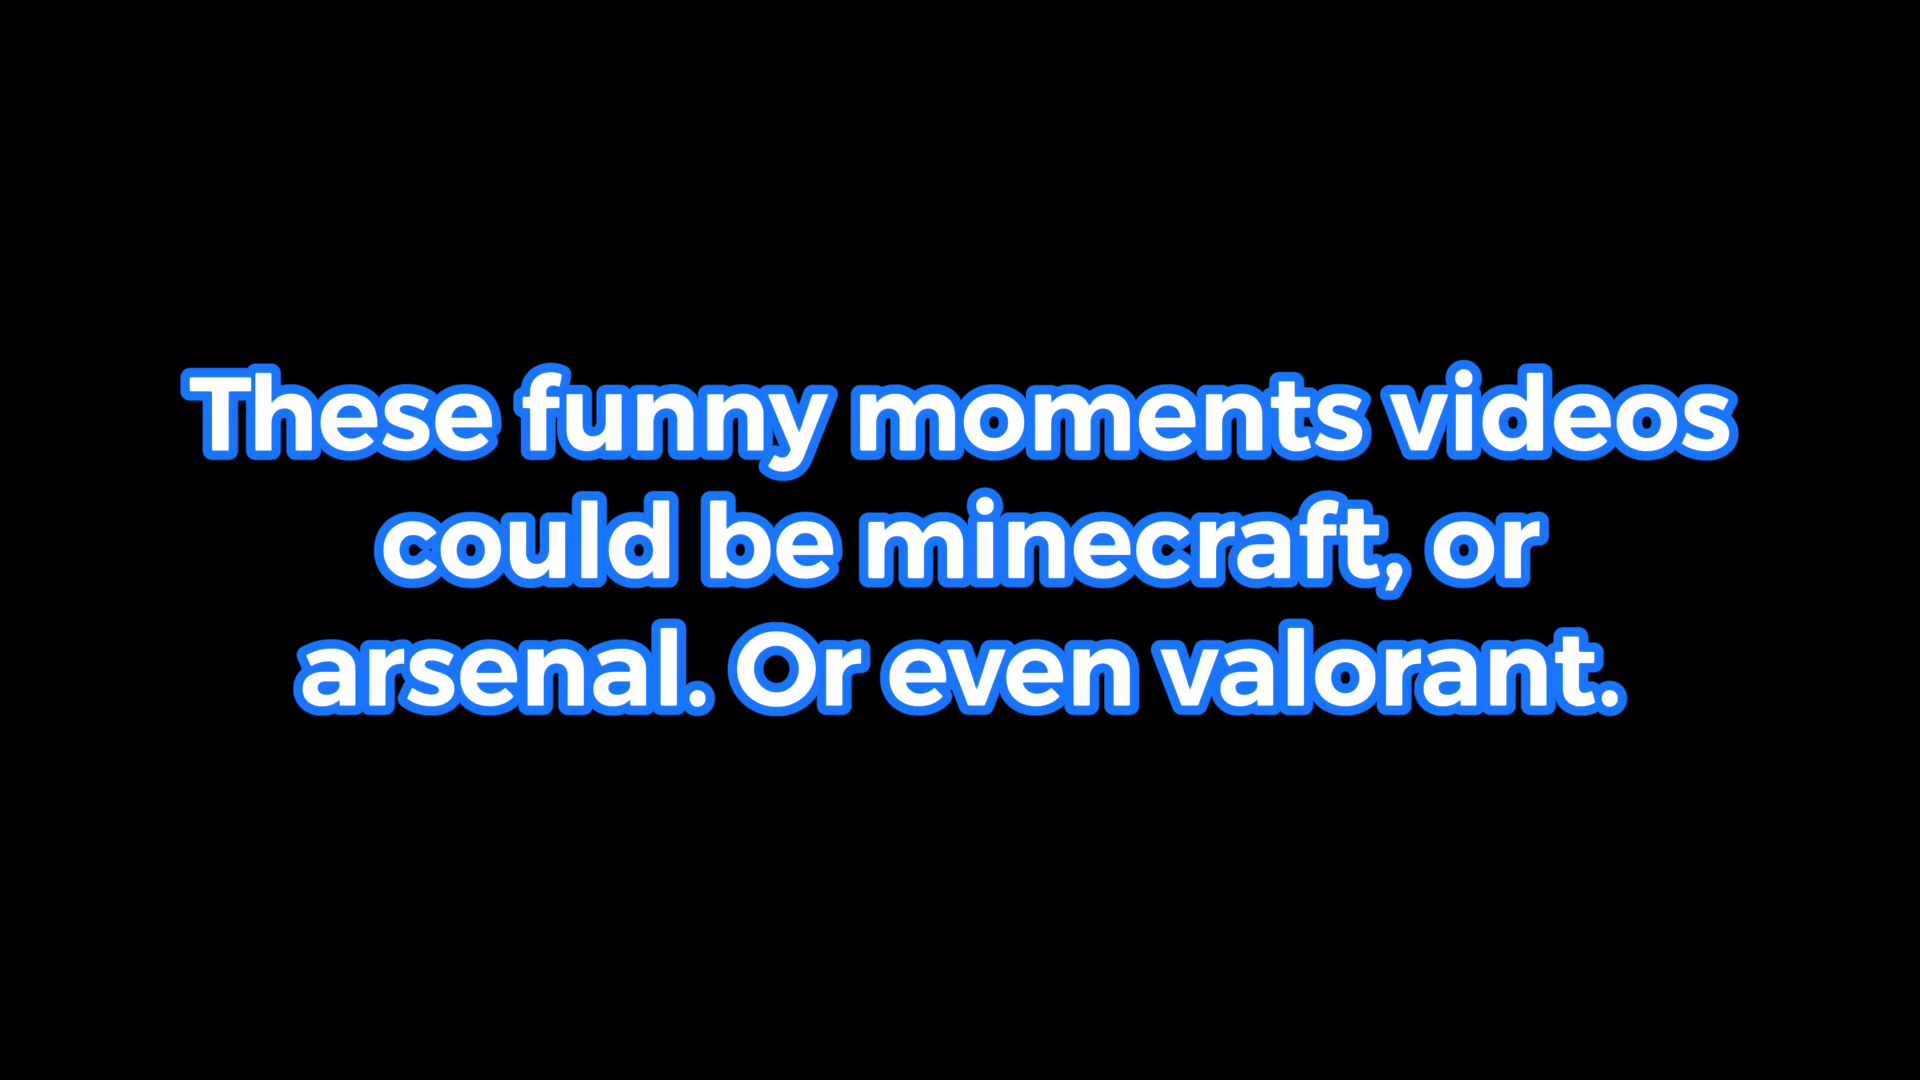 These funny moments videos
could be minecraft, or
arsenal. Or even valorant.